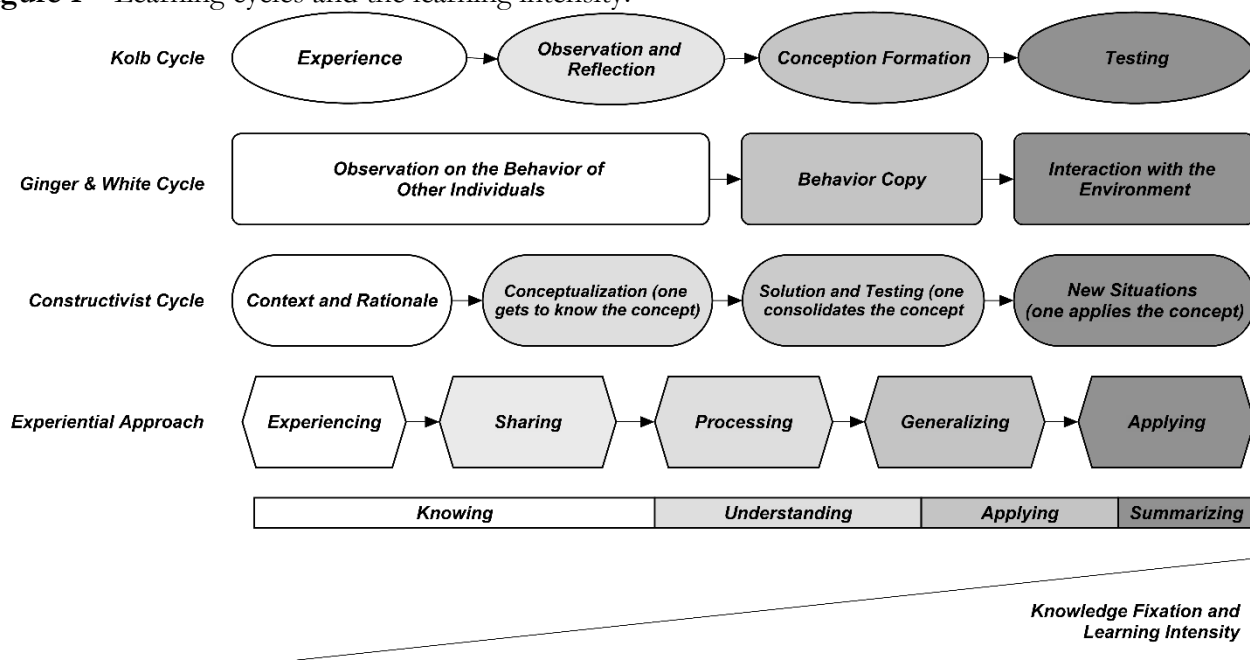 gure 1 Learning cycles and the learning intensity.
Kolb Cycle
Experience
Observation and
Reflection
Conception Formation
Testing
Ginger & White Cycle
Observation on the Behavior of
Other Individuals
Behavior Copy
Interaction with the
Environment
Constructivist Cycle
Context and Rationale
Conceptualization (one
gets to know the concept)
Solution and Testing (one
consolidates the concept
New Situations
(one applies the concept)
Experiential Approach
Experiencing
Sharing
Processing
Generalizing
Applying
Knowing
Understanding
Applying
Summarizing
Knowledge Fixation and
Learning Intensity